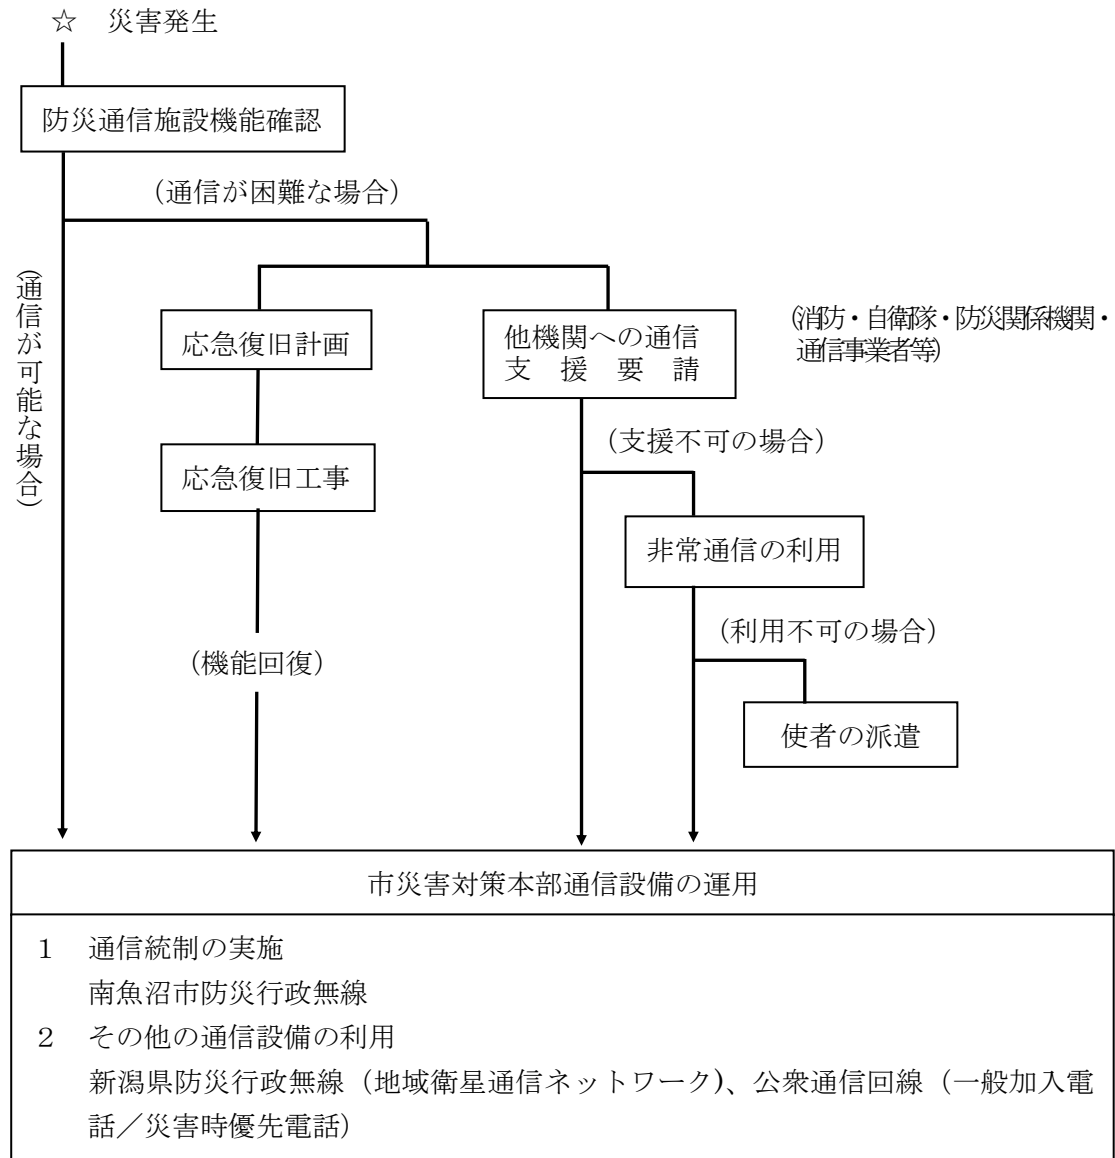 ☆　災害発生
防災通信施設機能確認
（通信が困難な場合）
（通信が可能な場合）
応急復旧計画
他機関への通信
支　援　要　請
（消防・自衛隊・防災関係機関・
通信事業者等）
（支援不可の場合）
応急復旧工事
非常通信の利用
（利用不可の場合）
（機能回復）
使者の派遣
市災害対策本部通信設備の運用
１　通信統制の実施
南魚沼市防災行政無線
２　その他の通信設備の利用
新潟県防災行政無線（地域衛星通信ネットワーク）、公衆通信回線（一般加入電
話／災害時優先電話）